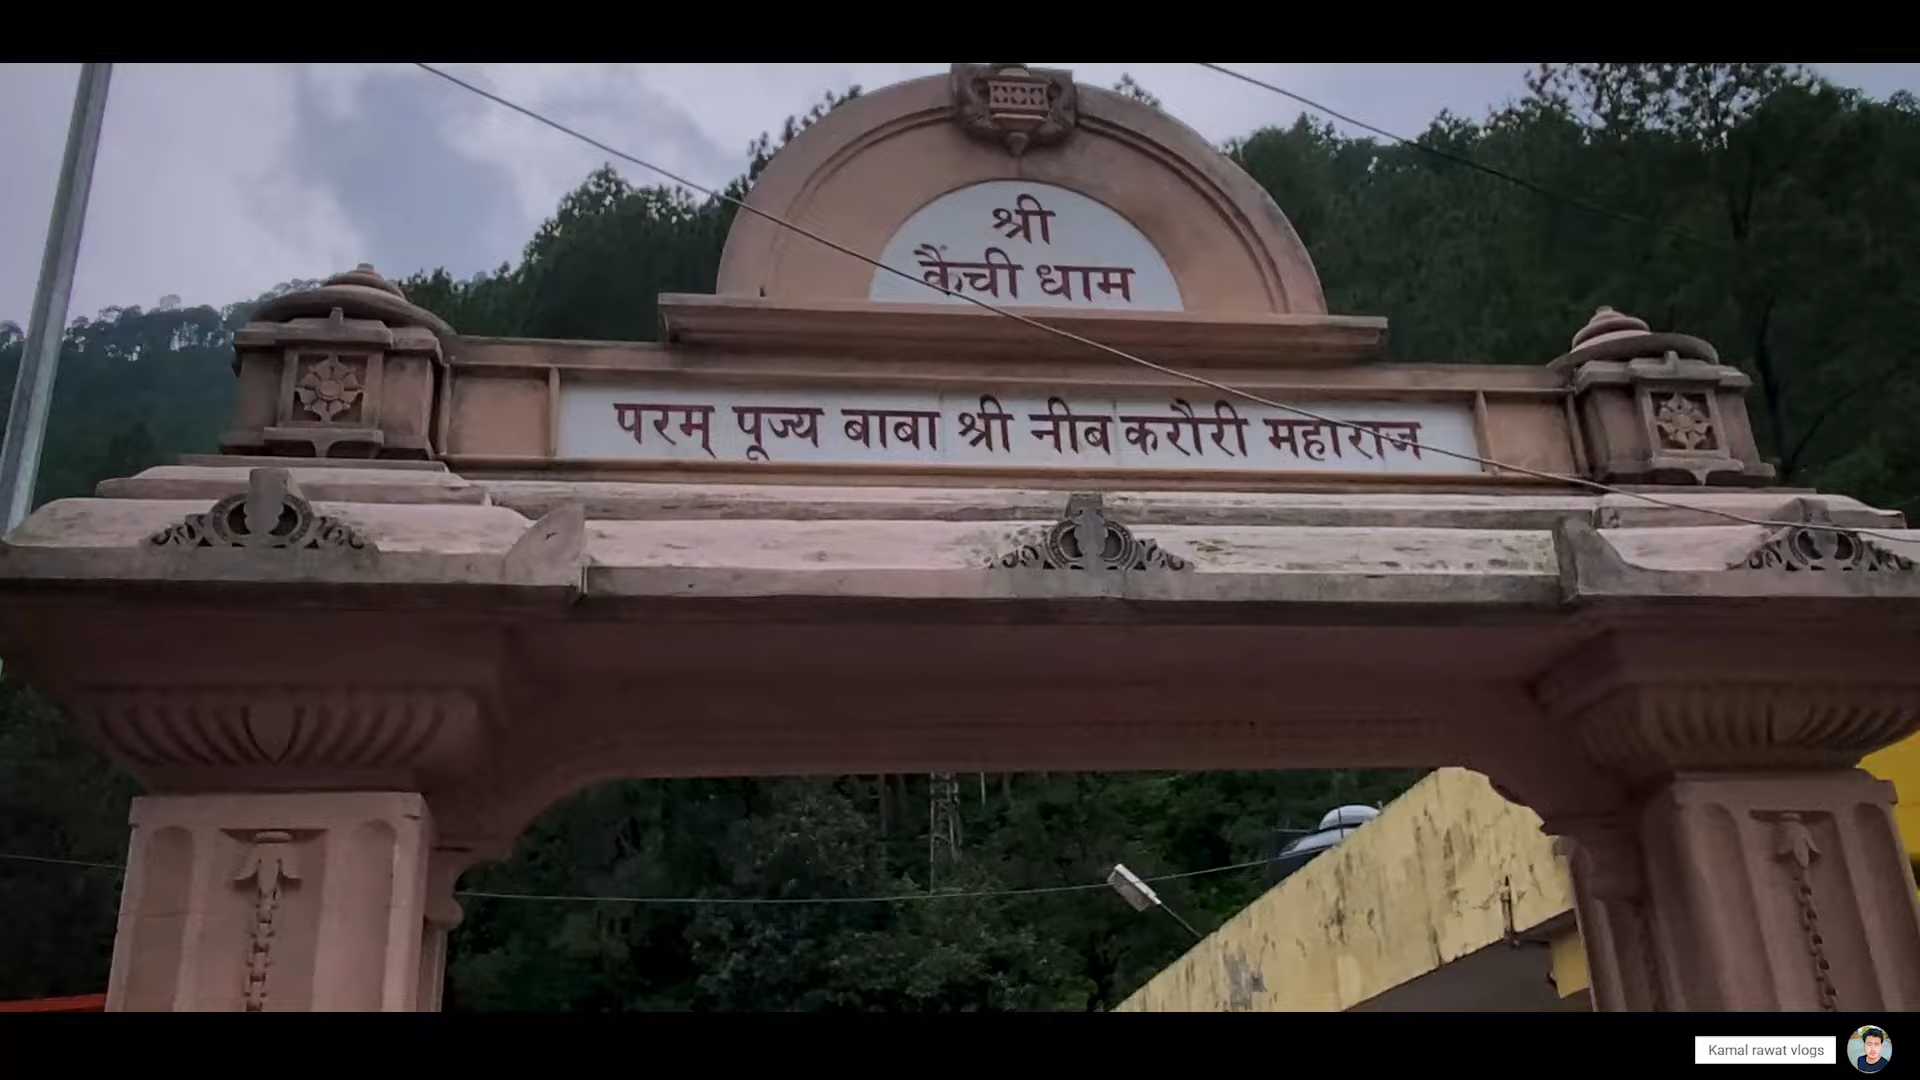 श्री
कैंची धाम
परम् पूज्य बाबा श्री नीब करौरी महाराज
Kamal rawat vlogs